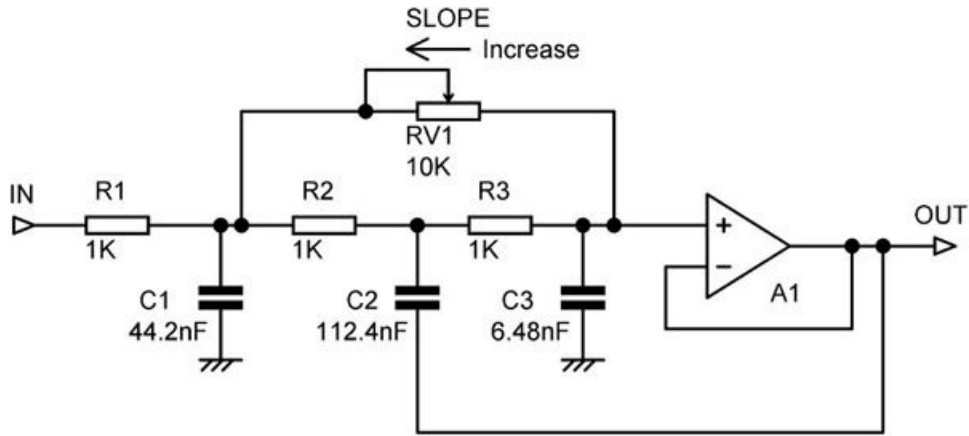 SLOPE
Increase
RV1
10K
IN
R1
R2
R3
OUT
1K
1K
1K
+
−
A1
C1
44.2nF
C2
112.4nF
C3
6.48nF